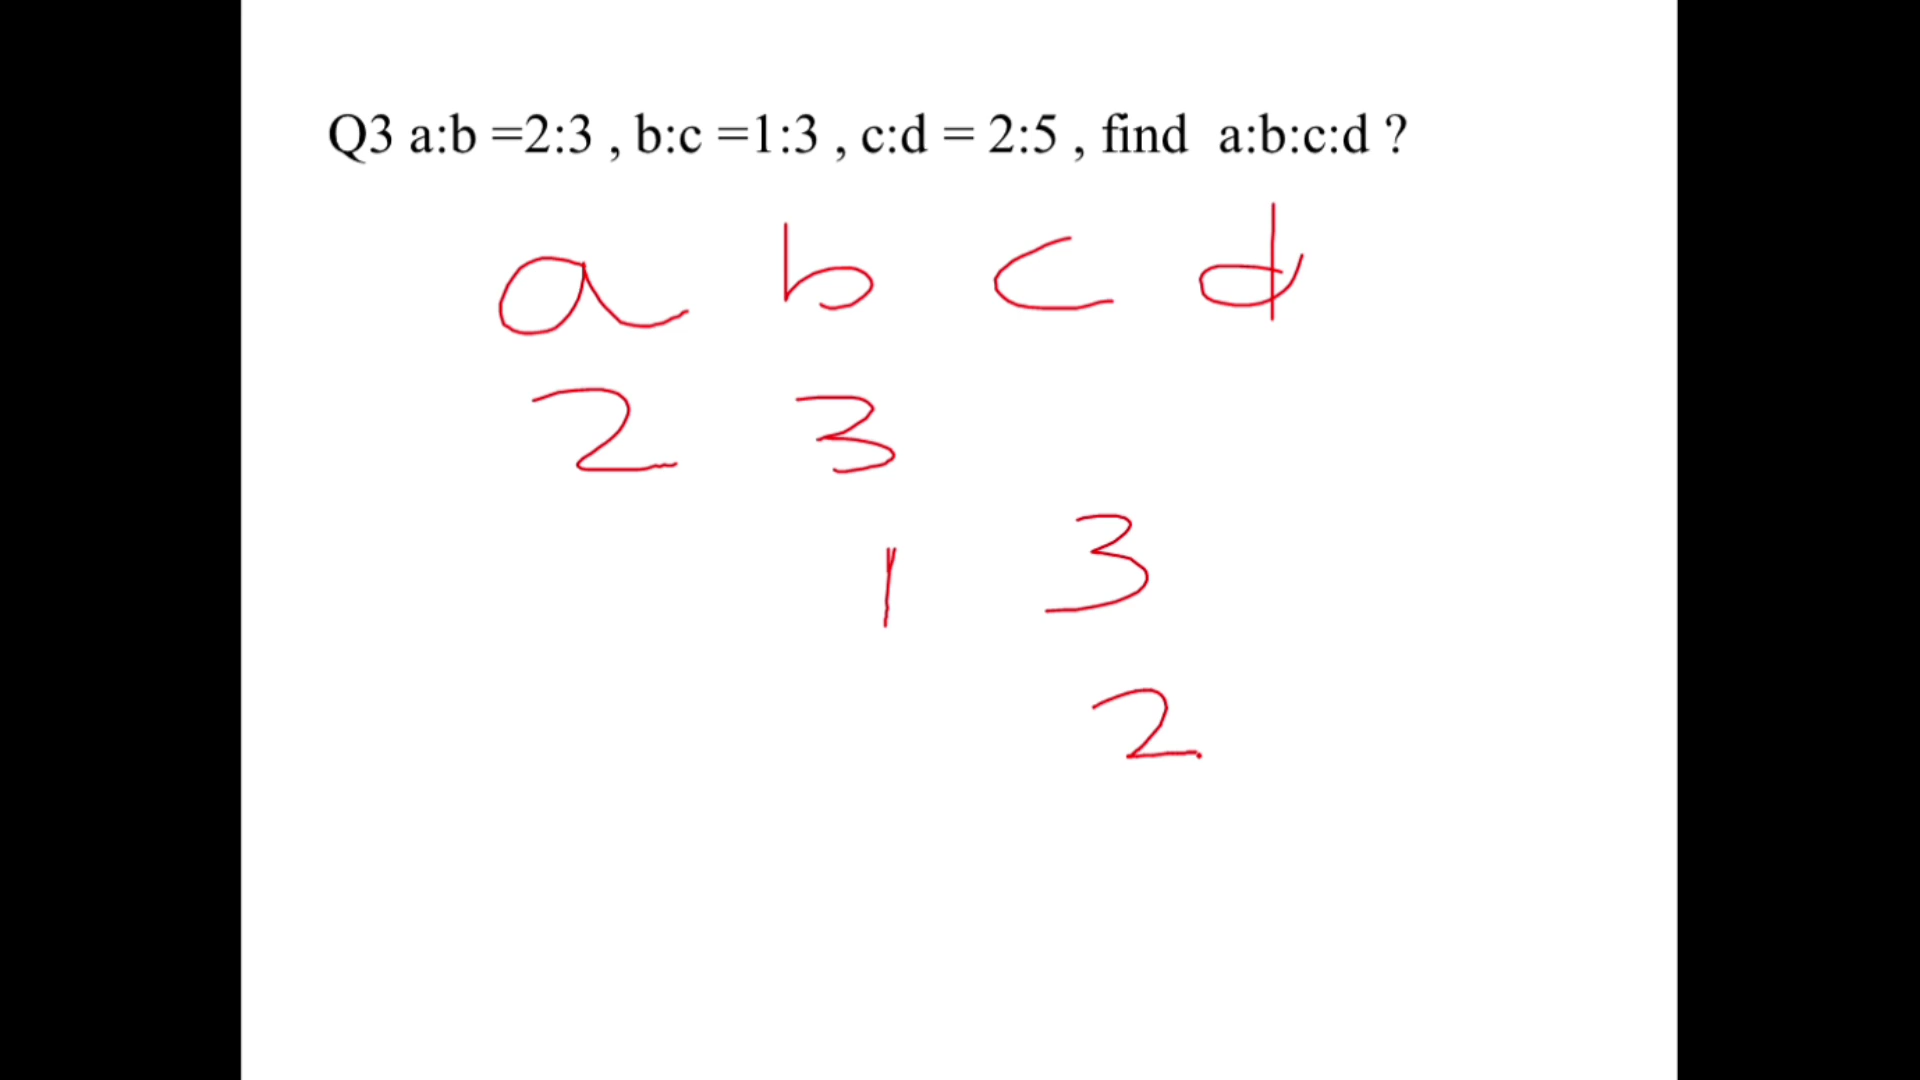 Q3 a:b =2:3 , b:c =1:3 , c:d = 2:5 , find a:b:c:d ?
a b c d
2 3
1 3
2